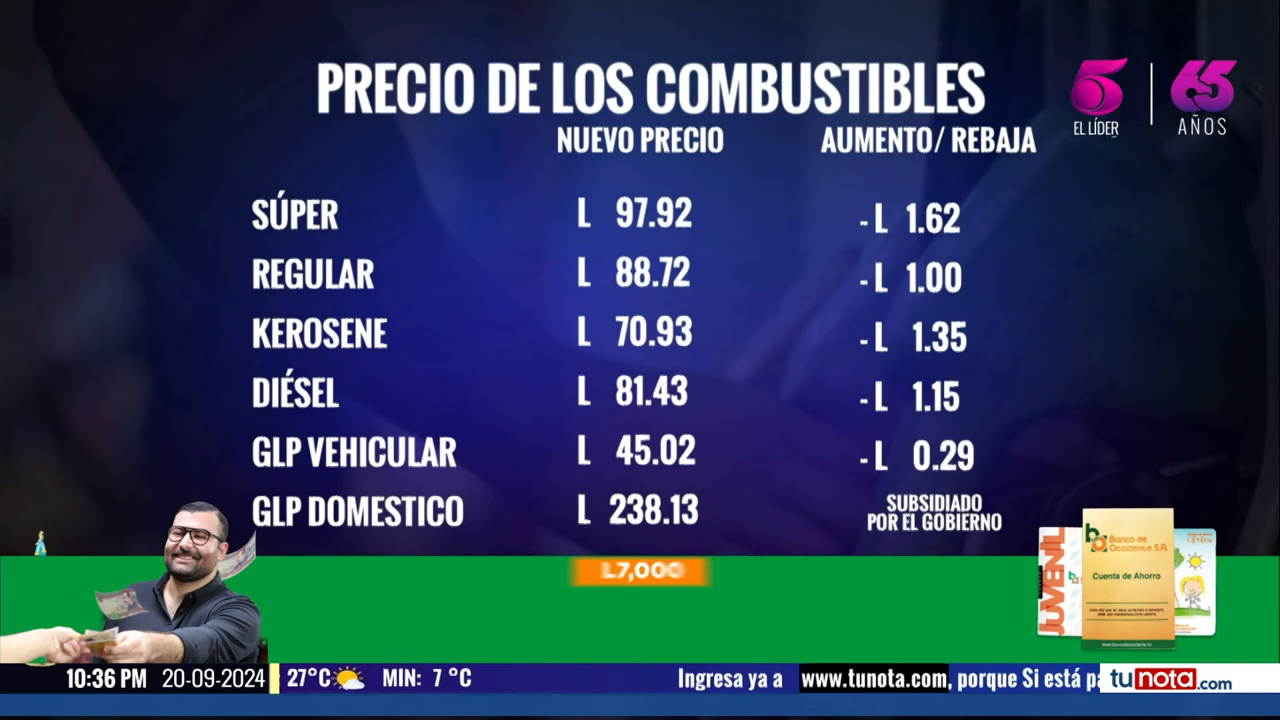 PRECIO DE LOS COMBUSTIBLES
NUEVO PRECIO AUMENTO/ REBAJA
5 EL LÍDER 65 AÑOS
SÚPER L 97.92 -L 1.62
REGULAR L 88.72 -L 1.00
KEROSENE L 70.93 -L 1.35
DIÉSEL L 81.43 -L 1.15
GLP VEHICULAR L 45.02 -L 0.29
GLP DOMESTICO L 238.13 SUBSIDIADO
POR EL GOBIERNO
L7,000
JUVENIL
Banco de
Occidente, S.A.
Cuenta de Ahorro
10:36 PM 20-09-2024 27°C MIN: 7 °C Ingresa ya a www.tunota.com, porque Si está pa
tunota.com